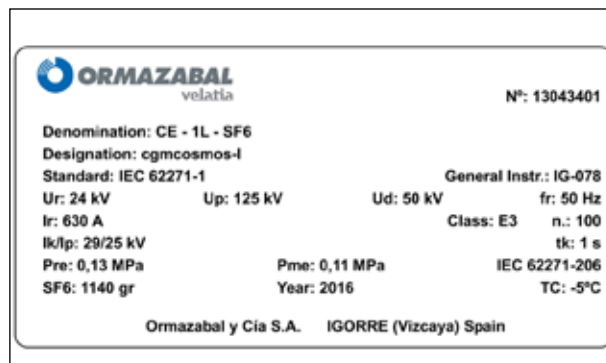 ORMAZABAL
velatia
Nº: 13043401
Denomination: CE - 1L - SF6
Designation: cgmcosmos-l
Standard: IEC 62271-1 General Instr.: IG-078
Ur: 24 kV Up: 125 kV Ud: 50 kV fr: 50 Hz
Ir: 630 A Class: E3 n.: 100
Ik/Ip: 29/25 kV tk: 1 s
Pre: 0,13 MPa Pme: 0,11 MPa IEC 62271-206
SF6: 1140 gr Year: 2016 TC: -5ºC
Ormazabal y Cía S.A. IGORRE (Vizcaya) Spain